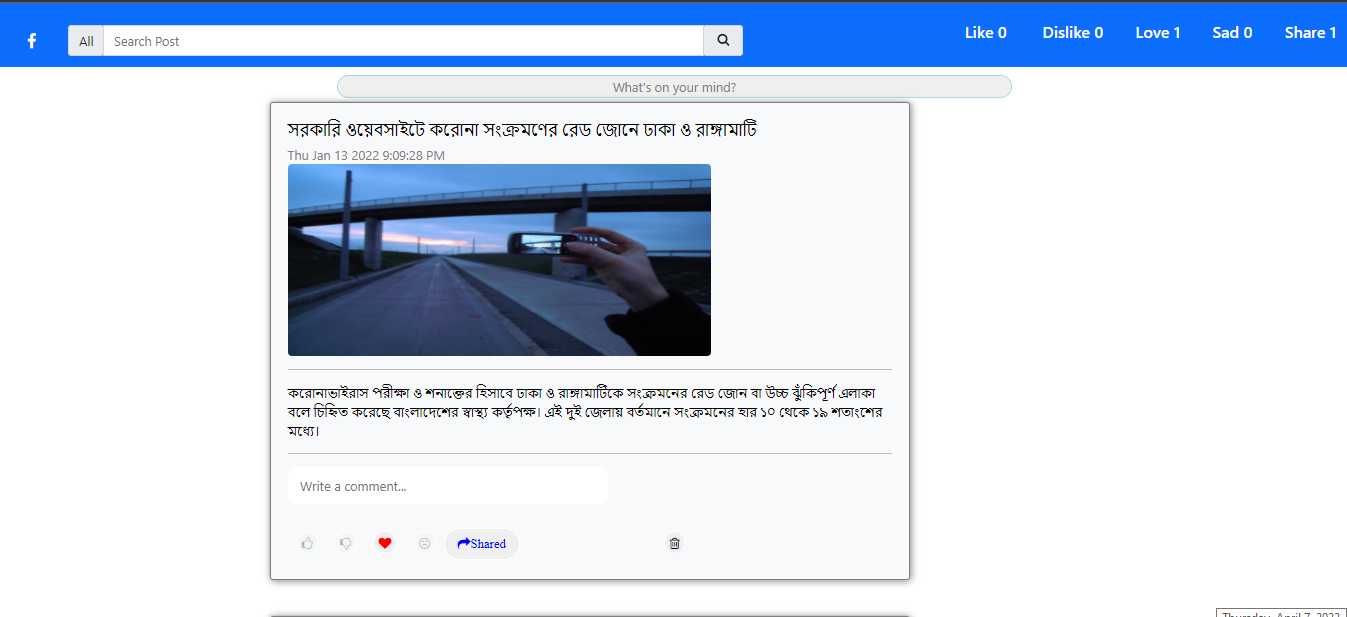 All
Search Post
Like 0
Dislike 0
Love 1
Sad 0
Share 1
What's on your mind?
সরকারি ওয়েবসাইটে করোনা সংক্রমণের রেড জোনে ঢাকা ও রাঙ্গামাটি
Thu Jan 13 2022 9:09:28 PM
করোনাভাইরাস পরীক্ষা ও শনাক্তের হিসাবে ঢাকা ও রাঙ্গামাটিকে সংক্রমনের রেড জোন বা উচ্চ ঝুঁকিপূর্ণ এলাকা
বলে চিহ্নিত করেছে বাংলাদেশের স্বাস্থ্য কর্তৃপক্ষ। এই দুই জেলায় বর্তমানে সংক্রমনের হার ১০ থেকে ১৯ শতাংশের
মধ্যে।
Write a comment...
Shared
Thursday, April 7, 2022